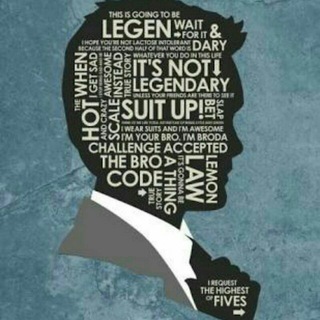 THIS IS GOING TO BE
LEGEN WAIT
FOR IT &
I HOPE YOU'RE NOT LACTOSE INTOLERANT
BECAUSE THE SECOND HALF OF THAT WORD IS
DARY
WHATEVER YOU DO IN THIS LIFE
THE
WHEN
I GET SAD
AND CRAZY
HOT
SCALE
AWESOME
INSTEAD
TRUE STORY
IT'S NOT
LEGENDARY
UNLESS YOUR FRIENDS ARE THERE TO SEE IT
SUIT UP!
SLAP
BET
I WEAR SUITS AND I'M AWESOME
I'M YOUR BRO. I'M BRODA
CHALLENGE ACCEPTED
THE BRO
CODE
TRUE
STORY
A THING
IT'S GONNA BE
LEMON
LAW
I REQUEST
THE HIGHEST
OF FIVES